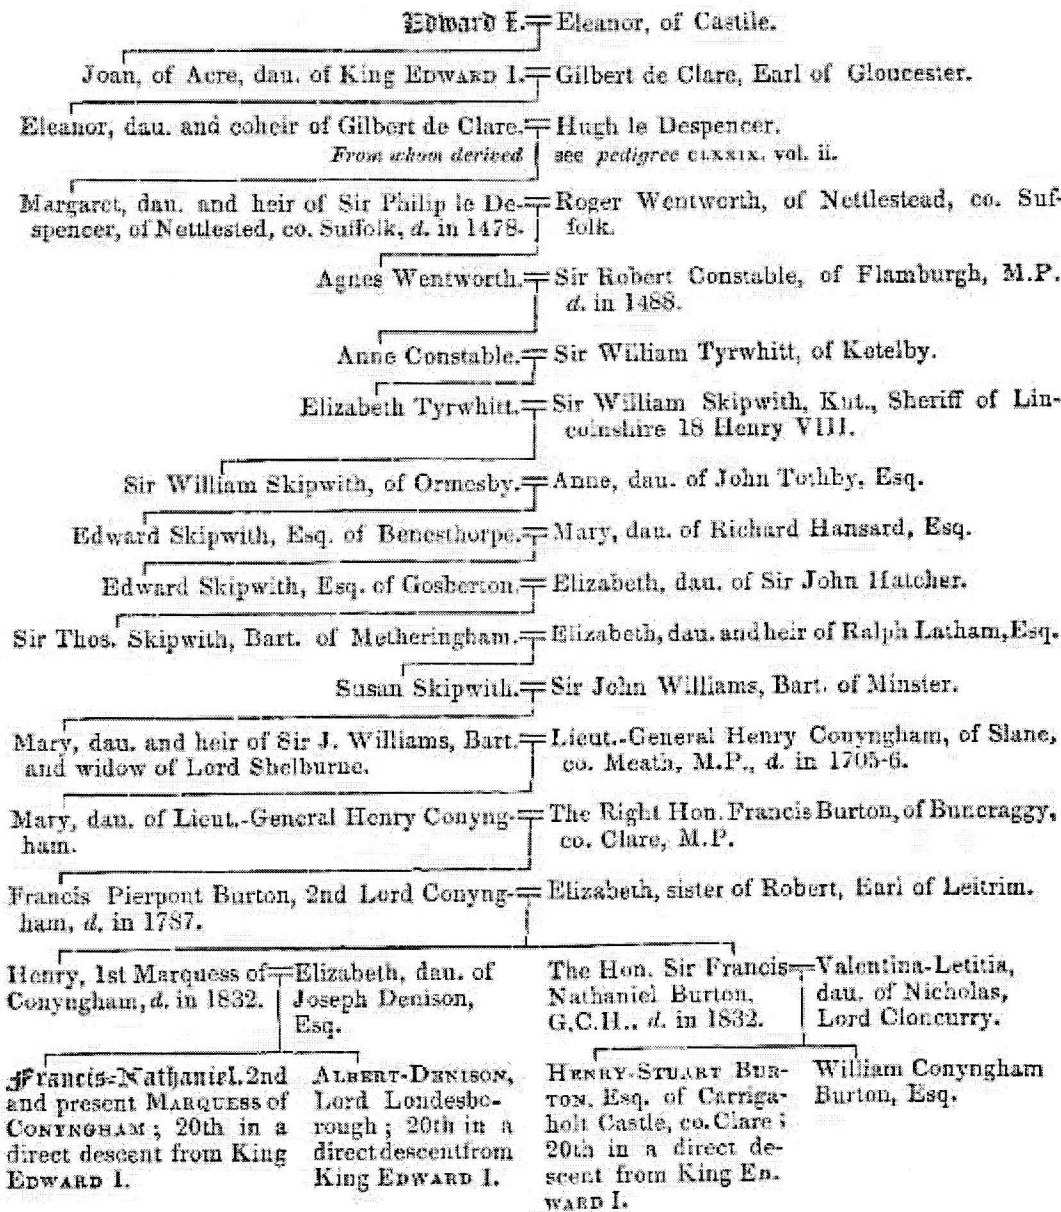 Edward I. = Eleanor, of Castile.
Joan, of Acre, dau. of King EDWARD I. = Gilbert de Clare, Earl of Gloucester.
Eleanor, dau. and coheir of Gilbert de Clare. = Hugh le Despencer.
From whom derived see pedigree CLXXIX. vol. ii.
Margaret, dau. and heir of Sir Philip le De- = Roger Wentworth, of Nettlestead, co. Suf-
spencer, of Nettlested, co. Suffolk, d. in 1478. folk.
Agnes Wentworth. = Sir Robert Constable, of Flamburgh, M.P.
d. in 1488.
Anne Constable. = Sir William Tyrwhitt, of Ketelby.
Elizabeth Tyrwhitt. = Sir William Skipwith, Knt., Sheriff of Lin-
colnshire 18 Henry VIII.
Sir William Skipwith, of Ormesby. = Anne, dau. of John Tothby, Esq.
Edward Skipwith, Esq. of Benesthorpe. = Mary, dau. of Richard Hansard, Esq.
Edward Skipwith, Esq. of Gosberton. = Elizabeth, dau. of Sir John Hatcher.
Sir Thos. Skipwith, Bart. of Metheringham. = Elizabeth, dau. and heir of Ralph Latham, Esq.
Susan Skipwith. = Sir John Williams, Bart. of Minster.
Mary, dau. and heir of Sir J. Williams, Bart. = Lieut.-General Henry Conyngham, of Slane,
and widow of Lord Shelburne. co. Meath, M.P., d. in 1705-6.
Mary, dau. of Lieut.-General Henry Conyng- = The Right Hon. Francis Burton, of Buncraggy,
ham. co. Clare, M.P.
Francis Pierpont Burton, 2nd Lord Conyng- = Elizabeth, sister of Robert, Earl of Leitrim.
ham, d. in 1787.
Henry, 1st Marquess of = Elizabeth, dau. of
Conyngham, d. in 1832. Joseph Denison,
Esq.
The Hon. Sir Francis = Valentina-Letitia,
Nathaniel Burton, dau. of Nicholas,
G.C.H., d. in 1832. Lord Cloncurry.
Francis-Nathaniel, 2nd
and present MARQUESS of
CONYNGHAM; 20th in a
direct descent from King
EDWARD I.
ALBERT-DENISON,
Lord Londesbo-
rough; 20th in a
direct descent from
King EDWARD I.
HENRY-STUART BUR-
TON, Esq. of Carriga-
holt Castle, co. Clare;
20th in a direct de-
scent from King ED-
WARD I.
William Conyngham
Burton, Esq.